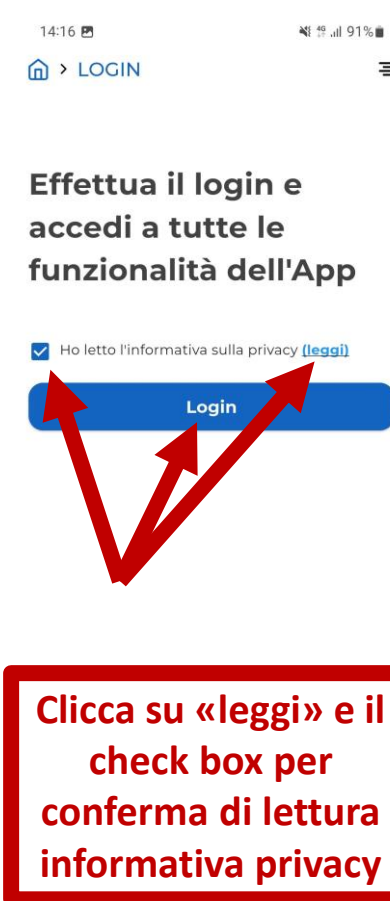 14:16 4G 91%
> LOGIN
Effettua il login e
accedi a tutte le
funzionalità dell'App
Ho letto l'informativa sulla privacy (leggi)
Login
Clicca su «leggi» e il
check box per
conferma di lettura
informativa privacy